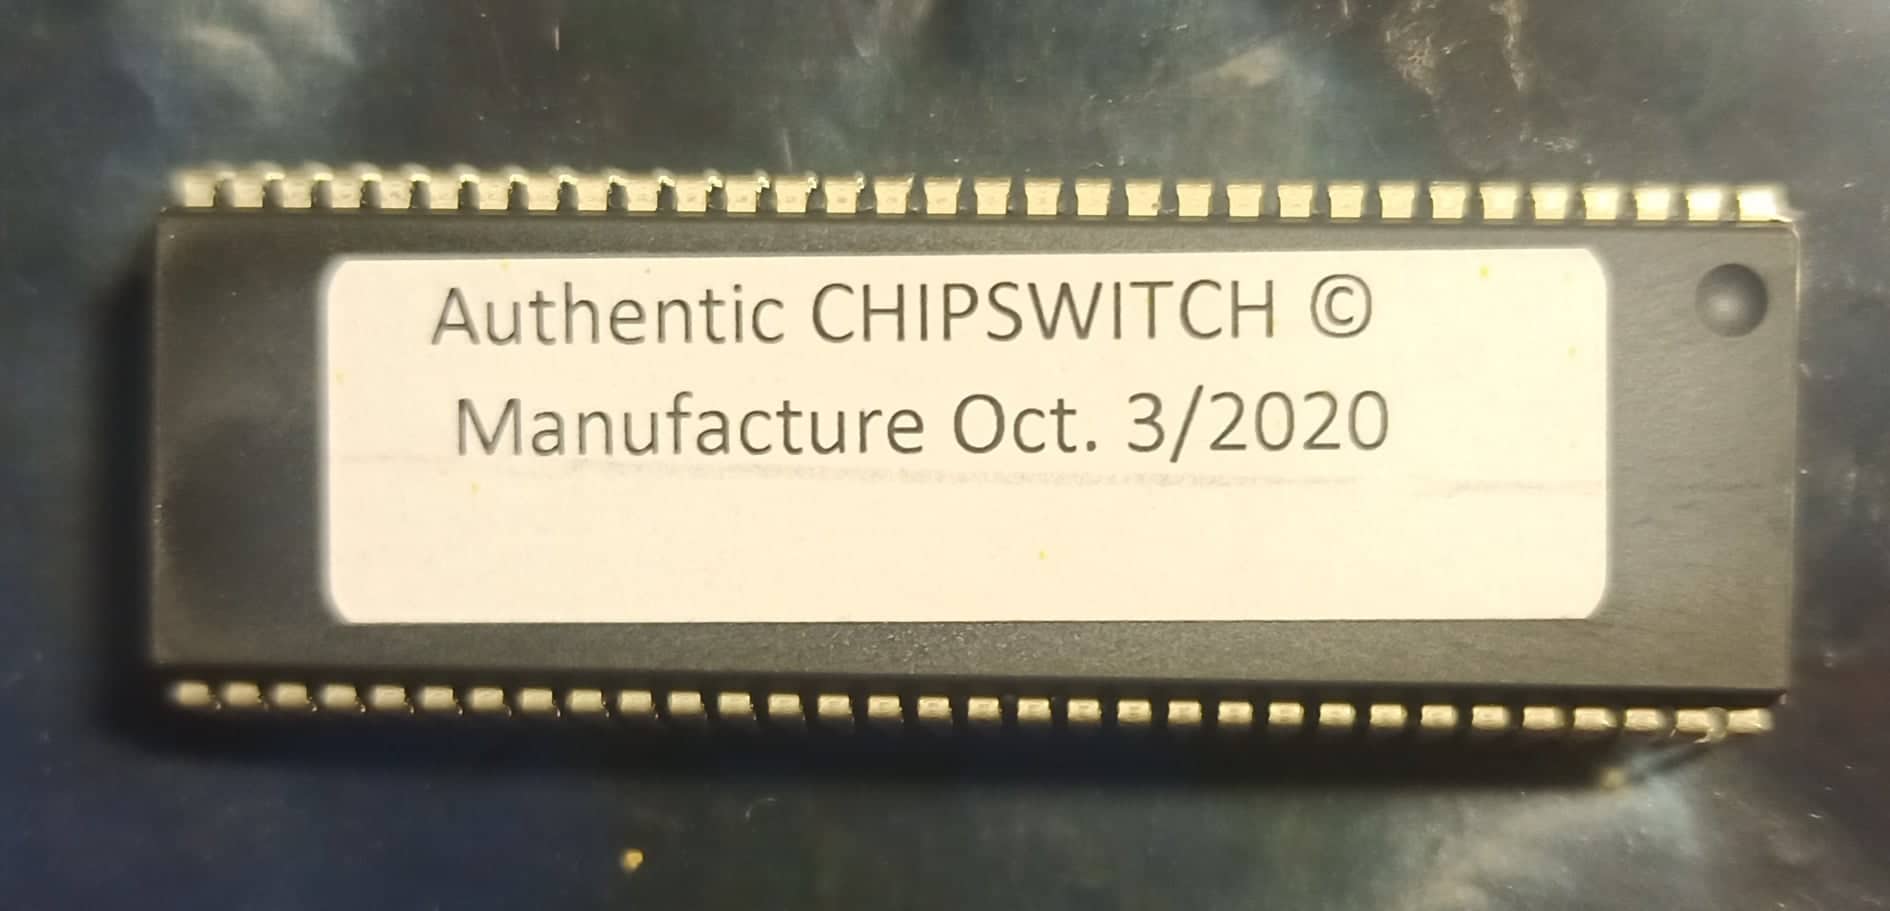 Authentic CHIPSWITCH ©
Manufacture Oct. 3/2020